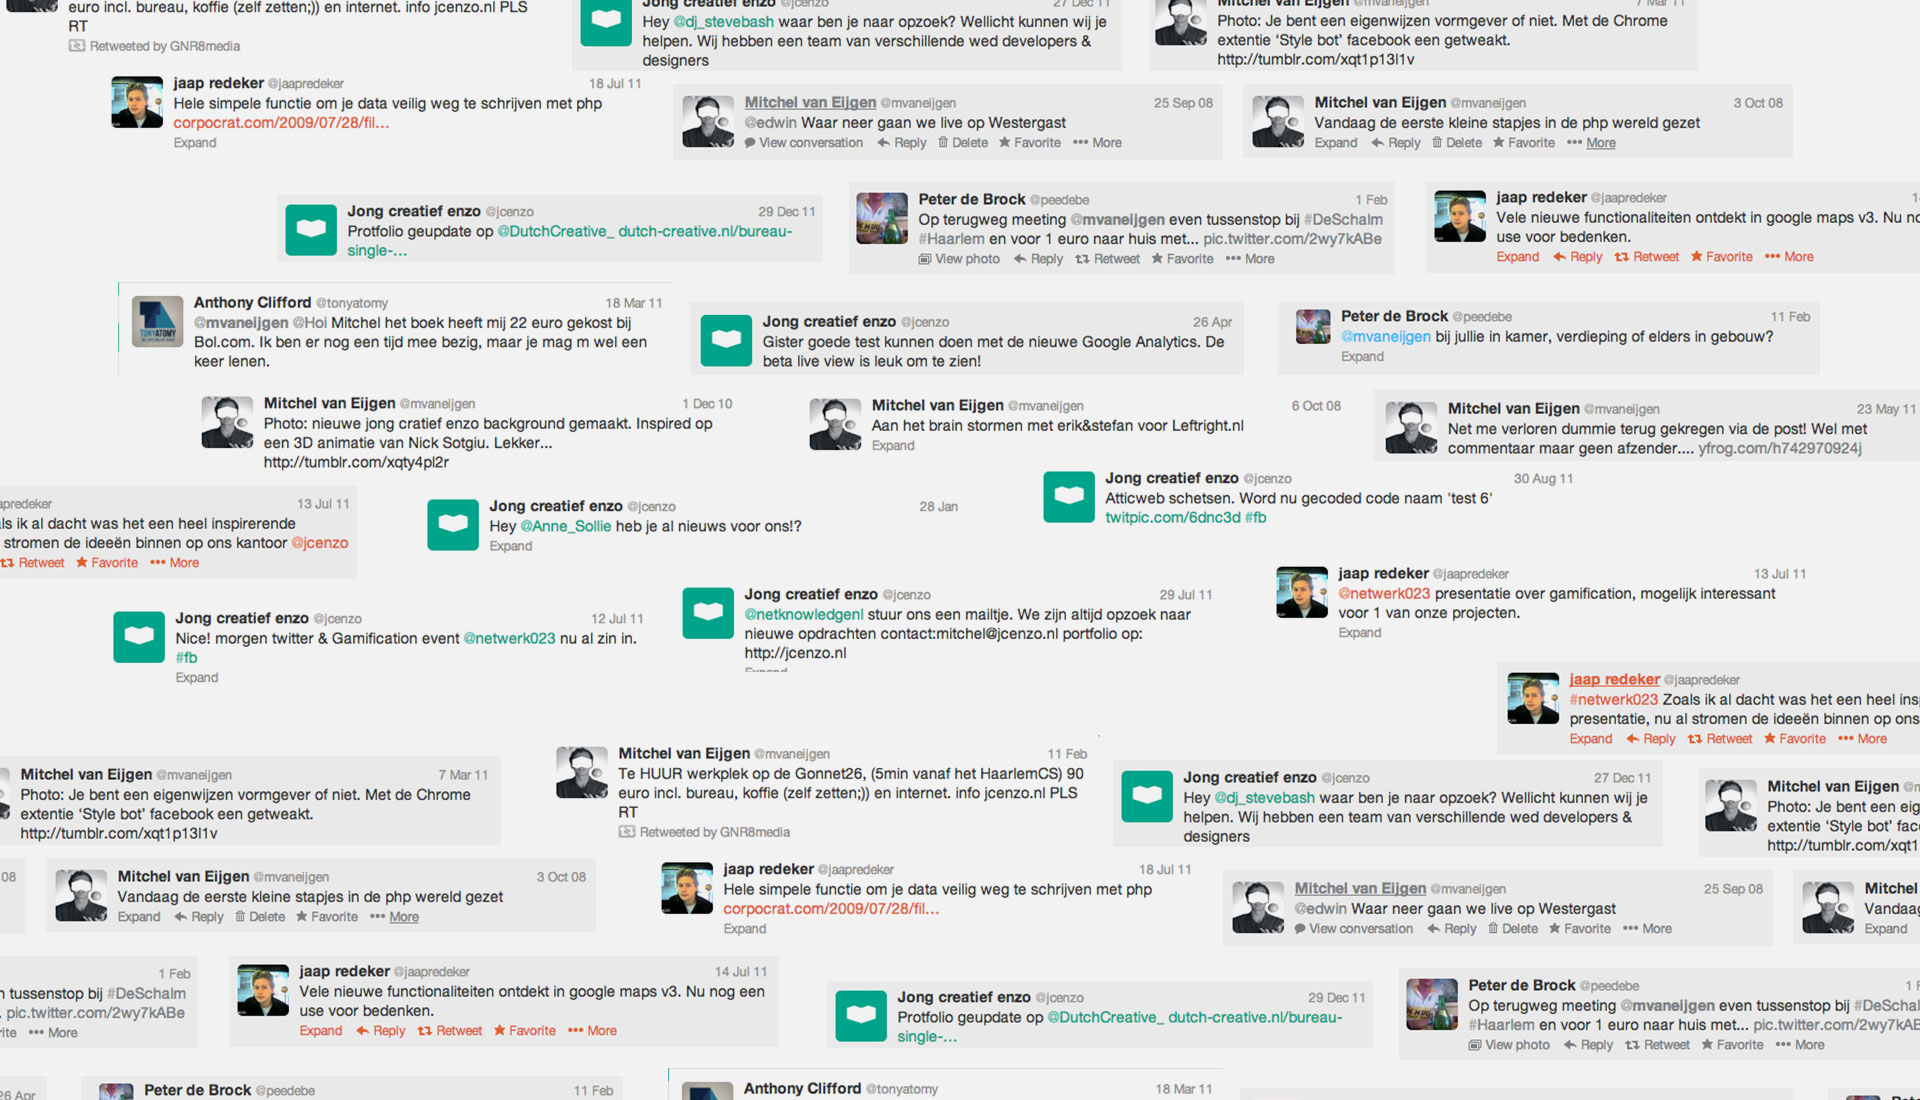 euro incl. bureau, koffie (zelf zetten;)) en internet. info jcenzo.nl PLS
RT
Retweeted by GNR8media
Jong creatief enzo @jcenzo 27 Dec 11
Hey @dj_stevebash waar ben je naar opzoek? Wellicht kunnen wij je
helpen. Wij hebben een team van verschillende wed developers &
designers
Mitchel van Eijgen @mvaneijgen 7 Mar 11
Photo: Je bent een eigenwijzen vormgever of niet. Met de Chrome
extentie ‘Style bot’ facebook een getweakt.
http://tumblr.com/xqt1p13l1v
jaap redeker @jaapredeker 18 Jul 11
Hele simpele functie om je data veilig weg te schrijven met php
corpocrat.com/2009/07/28/fil...
Expand
Mitchel van Eijgen @mvaneijgen 25 Sep 08
@edwin Waar neer gaan we live op Westergast
View conversation Reply Delete Favorite More
Mitchel van Eijgen @mvaneijgen 3 Oct 08
Vandaag de eerste kleine stapjes in de php wereld gezet
Expand Reply Delete Favorite More
Jong creatief enzo @jcenzo 29 Dec 11
Protfolio geupdate op @DutchCreative_ dutch-creative.nl/bureau-
single-...
Peter de Brock @peedebe 1 Feb
Op terugweg meeting @mvaneijgen even tussenstop bij #DeSchalm
#Haarlem en voor 1 euro naar huis met... pic.twitter.com/2wy7kABe
View photo Reply Retweet Favorite More
jaap redeker @jaapredeker
Vele nieuwe functionaliteiten ontdekt in google maps v3. Nu no
use voor bedenken.
Expand Reply Retweet Favorite More
TONYATOMY
Anthony Clifford @tonyatomy 18 Mar 11
@mvaneijgen @Hoi Mitchel het boek heeft mij 22 euro gekost bij
Bol.com. Ik ben er nog een tijd mee bezig, maar je mag m wel een
keer lenen.
Jong creatief enzo @jcenzo 26 Apr
Gister goede test kunnen doen met de nieuwe Google Analytics. De
beta live view is leuk om te zien!
Peter de Brock @peedebe 11 Feb
@mvaneijgen bij jullie in kamer, verdieping of elders in gebouw?
Expand
Mitchel van Eijgen @mvaneijgen 1 Dec 10
Photo: nieuwe jong cratief enzo background gemaakt. Inspired op
een 3D animatie van Nick Sotgiu. Lekker...
http://tumblr.com/xqty4pl2r
Mitchel van Eijgen @mvaneijgen 6 Oct 08
Aan het brain stormen met erik&stefan voor Leftright.nl
Expand
Mitchel van Eijgen @mvaneijgen 23 May 11
Net me verloren dummie terug gekregen via de post! Wel met
commentaar maar geen afzender.... yfrog.com/h742970924j
apredeker 13 Jul 11
als ik al dacht was het een heel inspirerende
stromen de ideeën binnen op ons kantoor @jcenzo
Retweet Favorite More
Jong creatief enzo @jcenzo 28 Jan
Hey @Anne_Sollie heb je al nieuws voor ons!?
Expand
Jong creatief enzo @jcenzo 30 Aug 11
Atticweb schetsen. Word nu gecoded code naam 'test 6'
twitpic.com/6dnc3d #fb
Jong creatief enzo @jcenzo 12 Jul 11
Nice! morgen twitter & Gamification event @netwerk023 nu al zin in.
#fb
Expand
Jong creatief enzo @jcenzo 29 Jul 11
@netknowledgenl stuur ons een mailtje. We zijn altijd opzoek naar
nieuwe opdrachten contact:mitchel@jcenzo.nl portfolio op:
http://jcenzo.nl
Expand
jaap redeker @jaapredeker 13 Jul 11
@netwerk023 presentatie over gamification, mogelijk interessant
voor 1 van onze projecten.
Expand
jaap redeker @jaapredeker
#netwerk023 Zoals ik al dacht was het een heel ins
presentatie, nu al stromen de ideeën binnen op ons
Expand Reply Retweet Favorite More
Mitchel van Eijgen @mvaneijgen 7 Mar 11
Photo: Je bent een eigenwijzen vormgever of niet. Met de Chrome
extentie ‘Style bot’ facebook een getweakt.
http://tumblr.com/xqt1p13l1v
Mitchel van Eijgen @mvaneijgen 11 Feb
Te HUUR werkplek op de Gonnet26, (5min vanaf het HaarlemCS) 90
euro incl. bureau, koffie (zelf zetten;)) en internet. info jcenzo.nl PLS
RT
Retweeted by GNR8media
Jong creatief enzo @jcenzo 27 Dec 11
Hey @dj_stevebash waar ben je naar opzoek? Wellicht kunnen wij je
helpen. Wij hebben een team van verschillende wed developers &
designers
Mitchel van Eijgen @m
Photo: Je bent een eig
extentie ‘Style bot’ fac
http://tumblr.com/xqt1
08
Mitchel van Eijgen @mvaneijgen 3 Oct 08
Vandaag de eerste kleine stapjes in de php wereld gezet
Expand Reply Delete Favorite More
jaap redeker @jaapredeker 18 Jul 11
Hele simpele functie om je data veilig weg te schrijven met php
corpocrat.com/2009/07/28/fil...
Expand
Mitchel van Eijgen @mvaneijgen 25 Sep 08
@edwin Waar neer gaan we live op Westergast
View conversation Reply Delete Favorite More
Mitchel
Vandaag
Expand
1 Feb
n tussenstop bij #DeSchalm
. pic.twitter.com/2wy7kABe
rite More
jaap redeker @jaapredeker 14 Jul 11
Vele nieuwe functionaliteiten ontdekt in google maps v3. Nu nog een
use voor bedenken.
Expand Reply Retweet Favorite More
Jong creatief enzo @jcenzo 29 Dec 11
Protfolio geupdate op @DutchCreative_ dutch-creative.nl/bureau-
single-...
Peter de Brock @peedebe 1 F
Op terugweg meeting @mvaneijgen even tussenstop bij #DeSchal
#Haarlem en voor 1 euro naar huis met... pic.twitter.com/2wy7kAB
View photo Reply Retweet Favorite More
26 Apr
Peter de Brock @peedebe 11 Feb
Anthony Clifford @tonyatomy 18 Mar 11